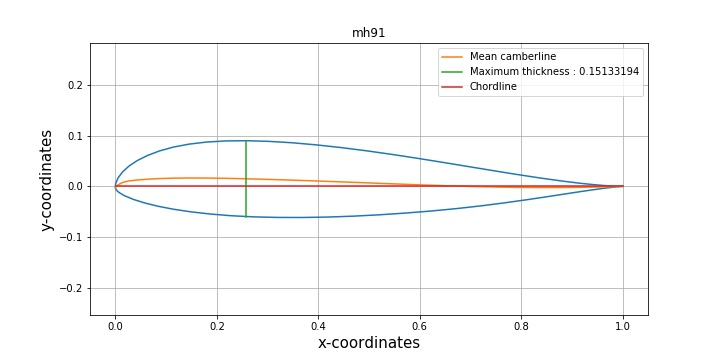 mh91
Mean camberline
Maximum thickness : 0.15133194
Chordline
0.2
0.1
0.0
−0.1
−0.2
y-coordinates
0.0 0.2 0.4 0.6 0.8 1.0
x-coordinates